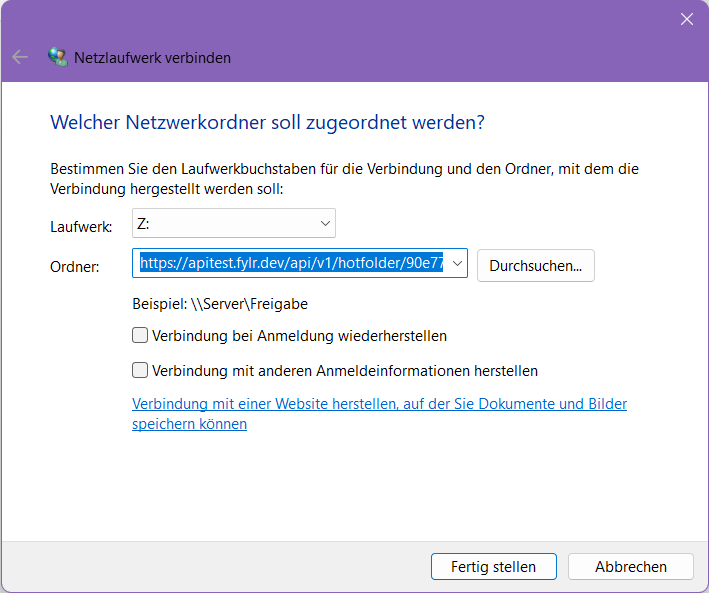 Netzlaufwerk verbinden
Welcher Netzwerkordner soll zugeordnet werden?
Bestimmen Sie den Laufwerkbuchstaben für die Verbindung und den Ordner, mit dem die
Verbindung hergestellt werden soll:
Laufwerk: Z:
Ordner: https://apitest.fylr.dev/api/v1/hotfolder/90e77 Durchsuchen...
Beispiel: \\Server\Freigabe
Verbindung bei Anmeldung wiederherstellen
Verbindung mit anderen Anmeldeinformationen herstellen
Verbindung mit einer Website herstellen, auf der Sie Dokumente und Bilder
speichern können
Fertig stellen Abbrechen